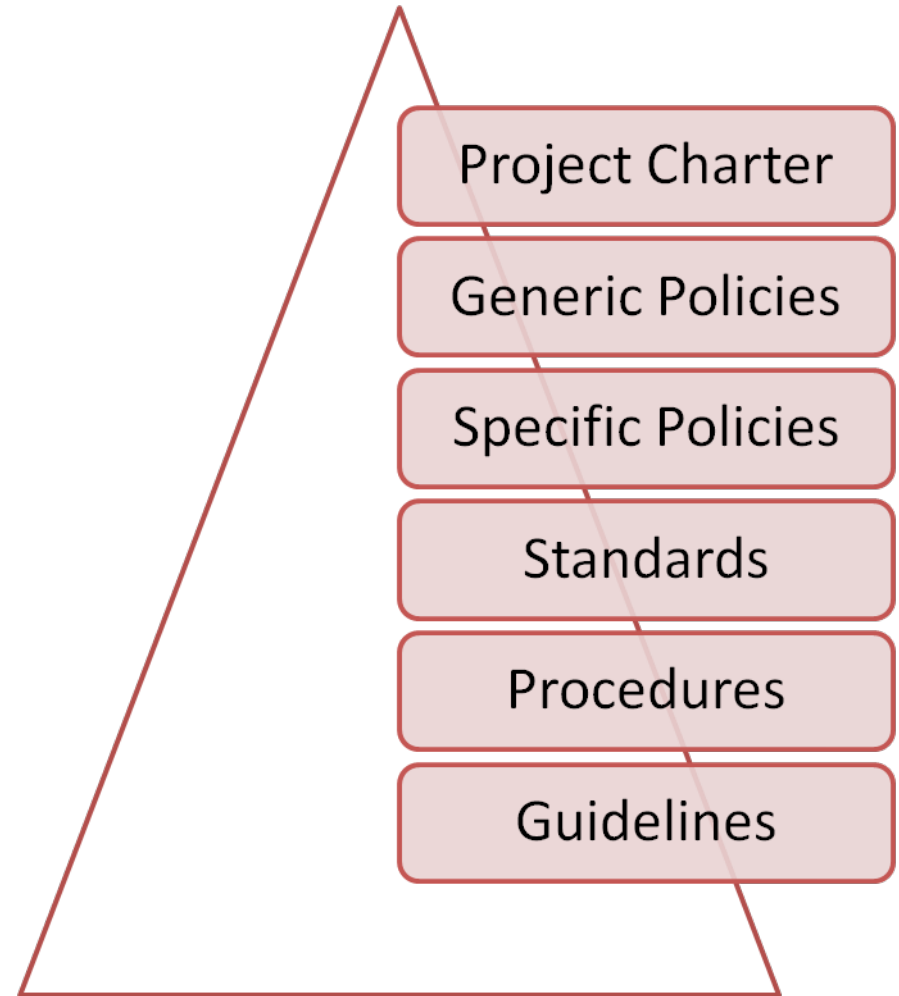 Project Charter
Generic Policies
Specific Policies
Standards
Procedures
Guidelines